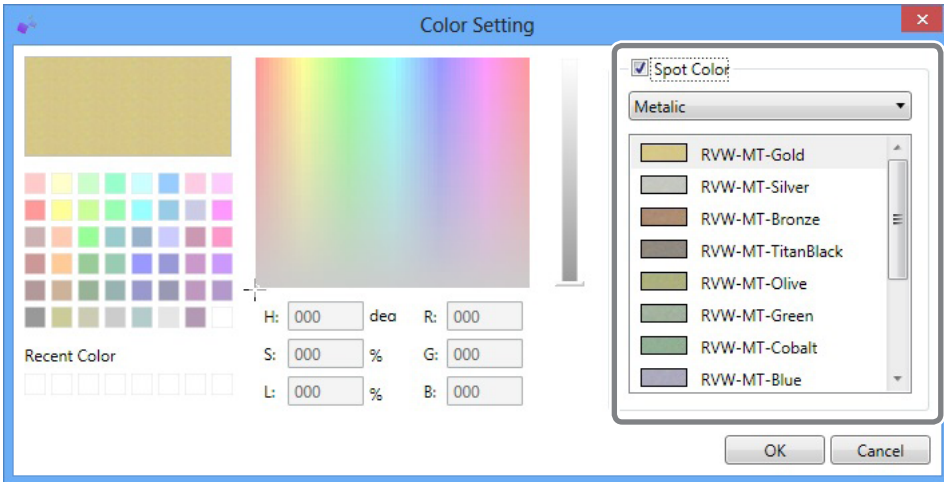 Color Setting
Spot Color
Metalic
RVW-MT-Gold
RVW-MT-Silver
RVW-MT-Bronze
RVW-MT-TitanBlack
RVW-MT-Olive
RVW-MT-Green
RVW-MT-Cobalt
RVW-MT-Blue
H: 000 deg R: 000
S: 000 % G: 000
L: 000 % B: 000
Recent Color
OK Cancel